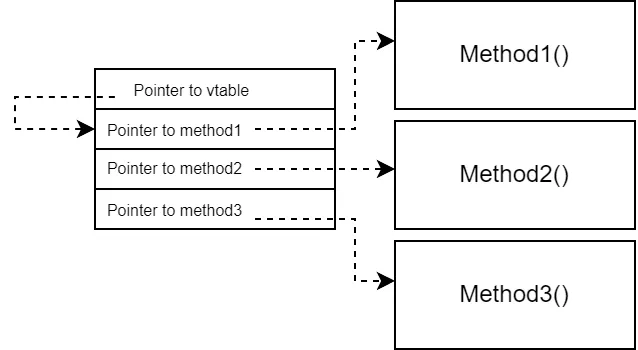 Pointer to vtable
Pointer to method1
Pointer to method2
Pointer to method3
Method1()
Method2()
Method3()